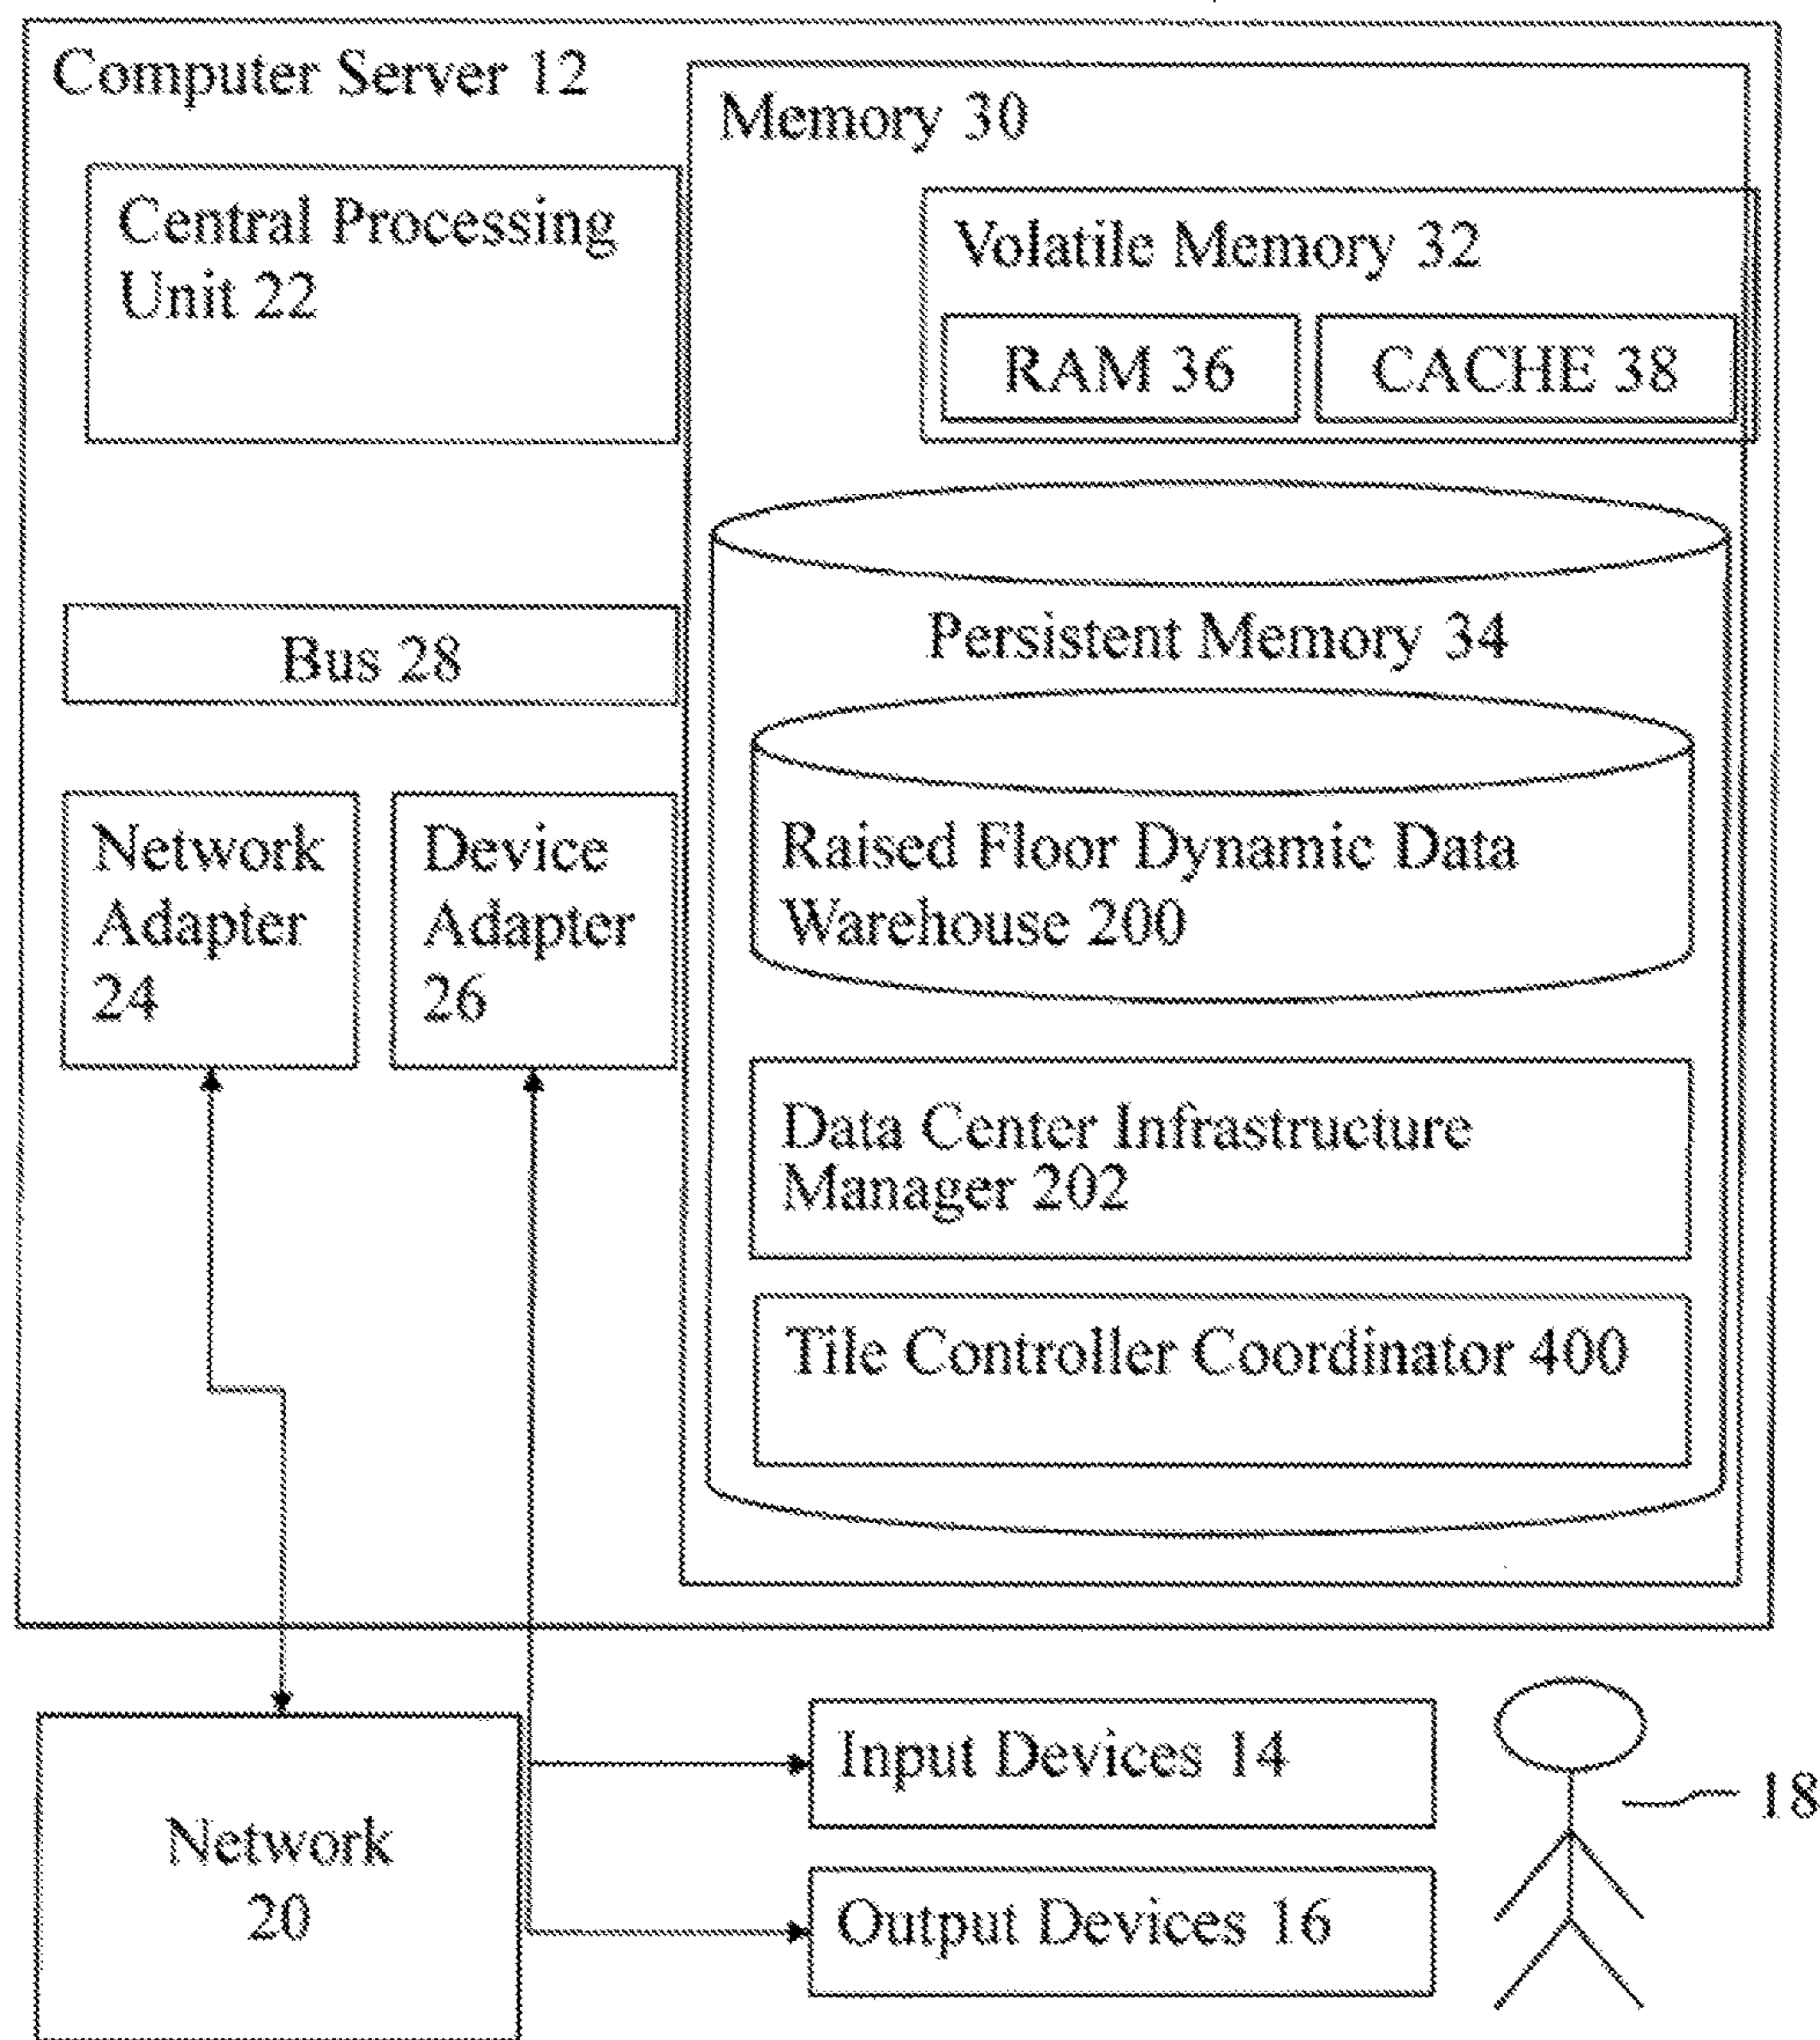 Computer Server 12
Memory 30
Central Processing
Unit 22
Volatile Memory 32
RAM 36
CACHE 38
Bus 28
Persistent Memory 34
Network
Adapter
24
Device
Adapter
26
Raised Floor Dynamic Data
Warehouse 200
Data Center Infrastructure
Manager 202
Tile Controller Coordinator 400
Network
20
Input Devices 14
Output Devices 16
18